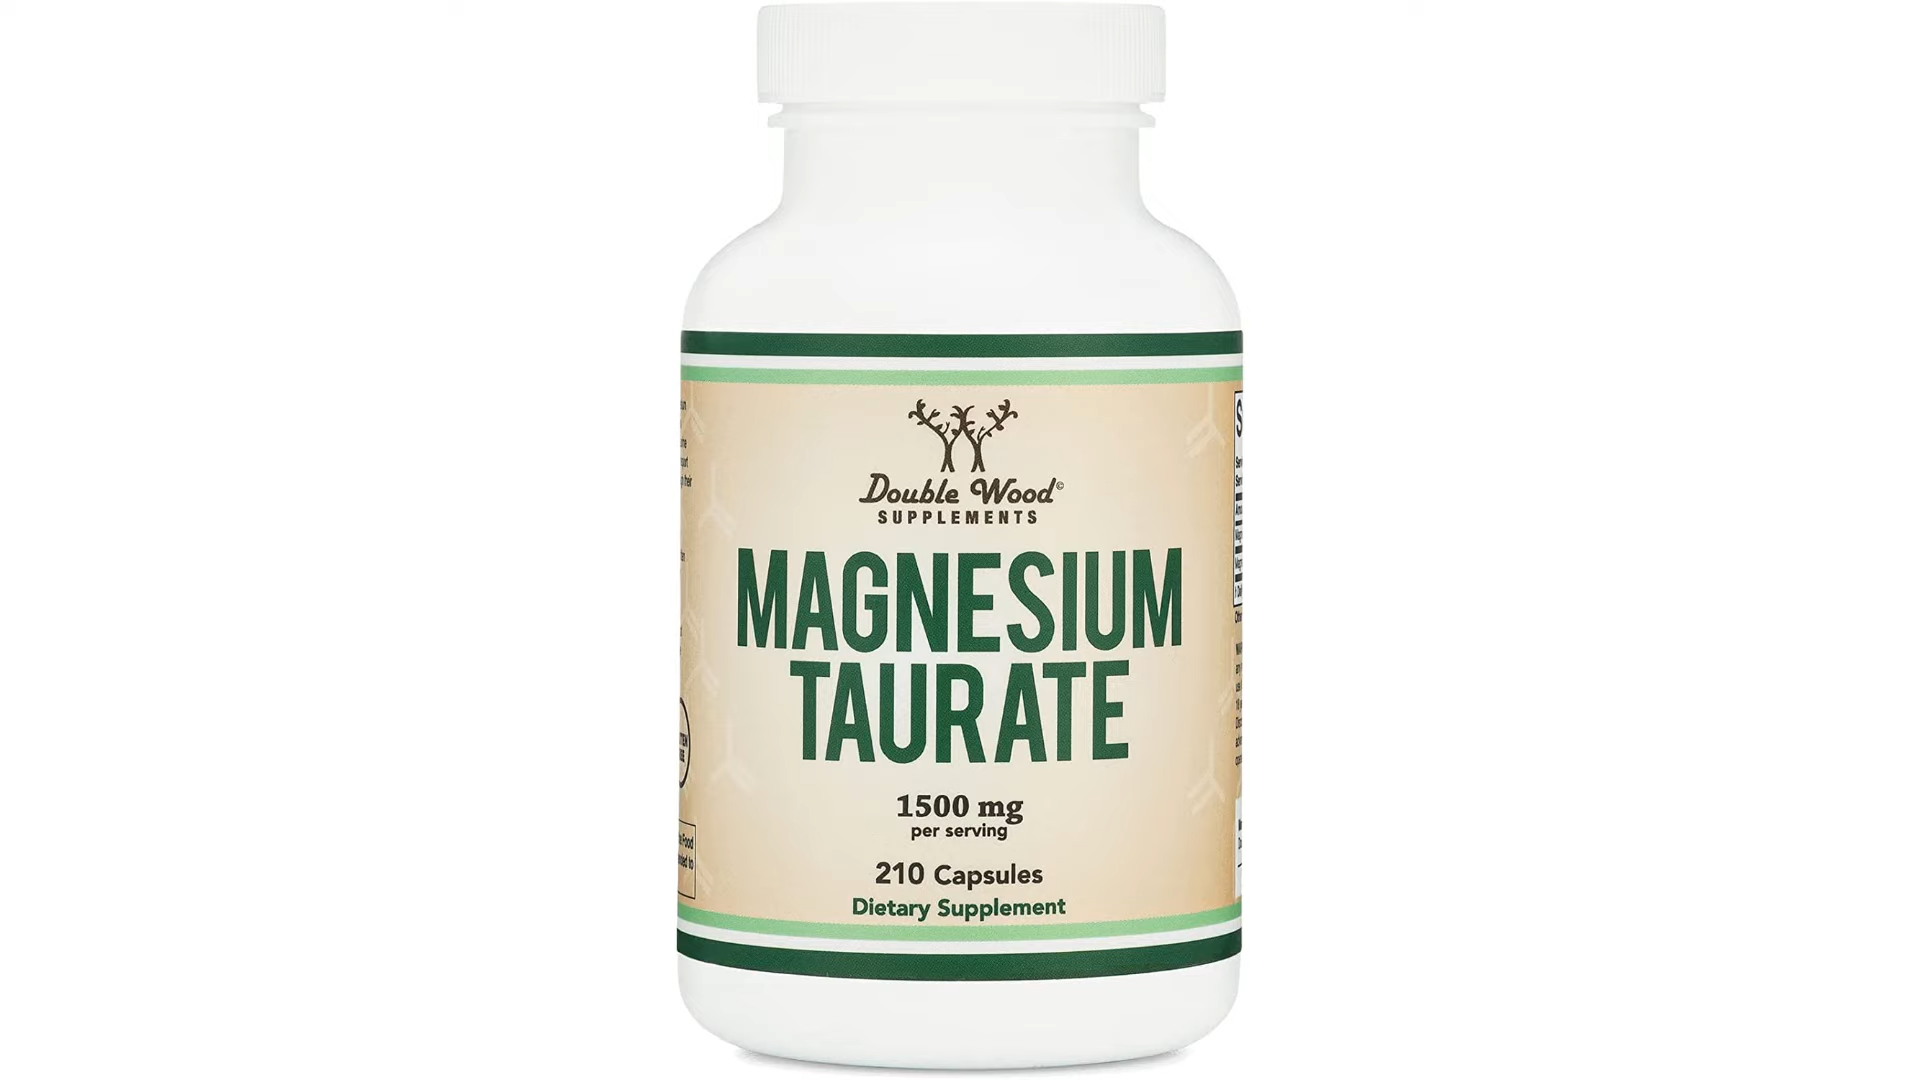 Double Wood©
SUPPLEMENTS
MAGNESIUM
TAURATE
1500 mg
per serving
210 Capsules
Dietary Supplement